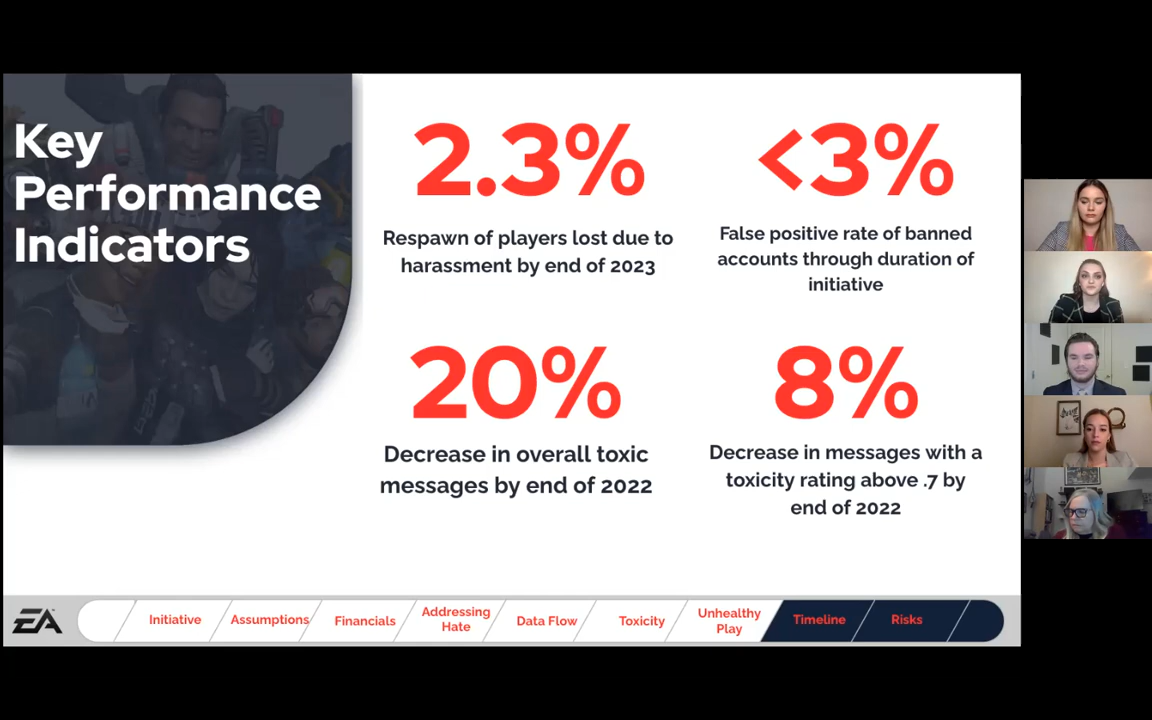 Key
Performance
Indicators
2.3%
Respawn of players lost due to
harassment by end of 2023
<3%
False positive rate of banned
accounts through duration of
initiative
20%
Decrease in overall toxic
messages by end of 2022
8%
Decrease in messages with a
toxicity rating above .7 by
end of 2022
EA
Initiative
Assumptions
Financials
Addressing
Hate
Data Flow
Toxicity
Unhealthy
Play
Timeline
Risks